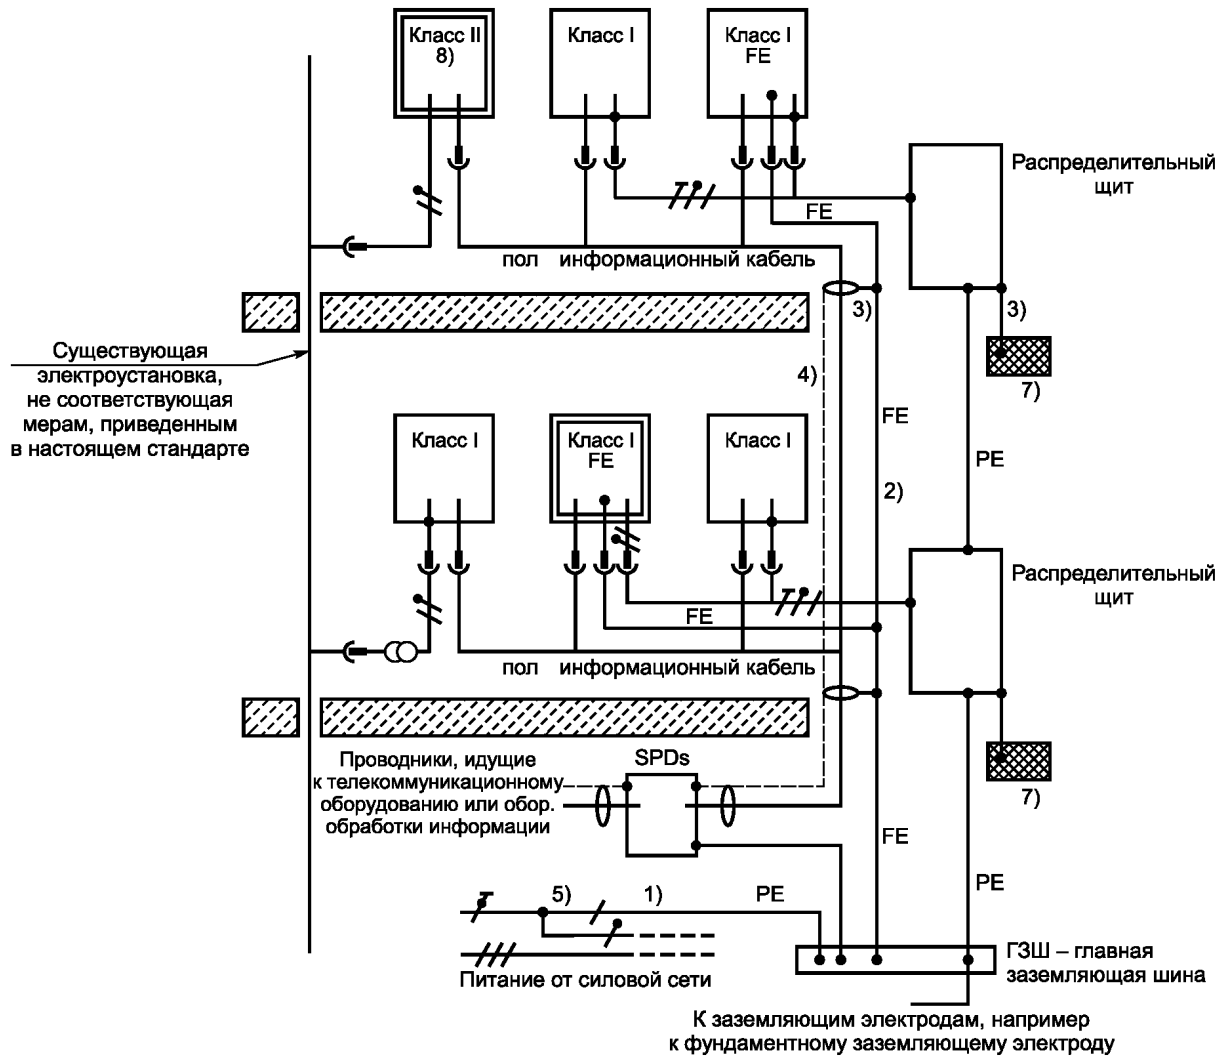 Класс II
8)
Класс I
Класс I
FE
Распределительный
щит
FE
пол информационный кабель
3)
3)
Существующая
электроустановка,
не соответствующая
мерам, приведенным
в настоящем стандарте
4)
7)
FE
Класс I
Класс I
FE
Класс I
PE
2)
Распределительный
щит
FE
пол информационный кабель
Проводники, идущие
к телекоммуникационному
оборудованию или обор.
обработки информации
SPDs
7)
FE
PE
5)
1)
PE
Питание от силовой сети
ГЗШ – главная
заземляющая шина
К заземляющим электродам, например
к фундаментному заземляющему электроду